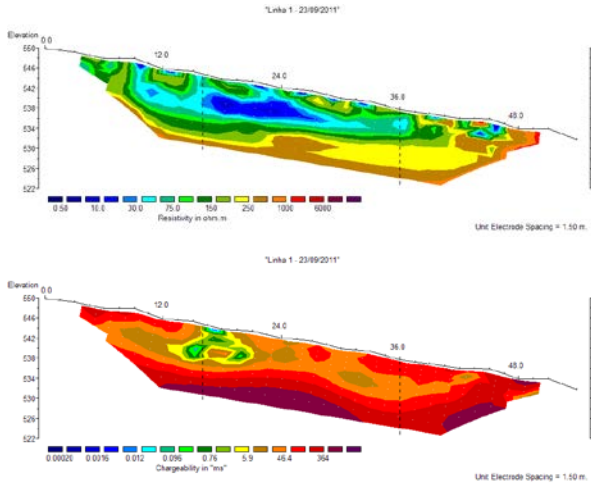 "Linha 1 - 23/09/2011"
Elevation
550
546
542
538
534
530
526
522
0.0
12.0
24.0
36.0
48.0
0.50 10.0 30.0 75.0 150 250 1000 6000
Resistivity in ohm.m
Unit Electrode Spacing = 1.50 m.
"Linha 1 - 23/09/2011"
Elevation
550
546
542
538
534
530
526
522
0.0
12.0
24.0
36.0
48.0
0.00020 0.0016 0.012 0.095 0.76 5.9 46.4 364
Chargeability in "ms"
Unit Electrode Spacing = 1.50 m.